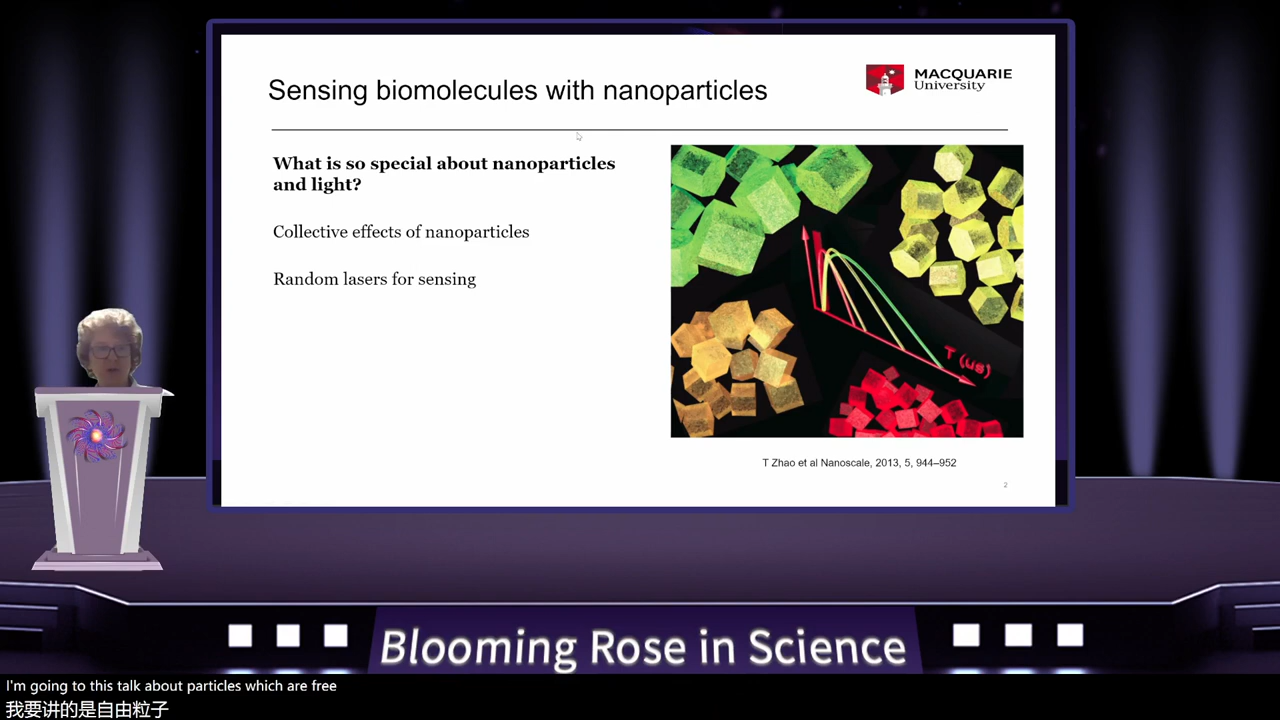 Sensing biomolecules with nanoparticles
MACQUARIE
University
What is so special about nanoparticles
and light?
Collective effects of nanoparticles
Random lasers for sensing
T (us)
T Zhao et al Nanoscale, 2013, 5, 944–952
2
Blooming Rose in Science
I'm going to this talk about particles which are free
我要讲的是自由粒子